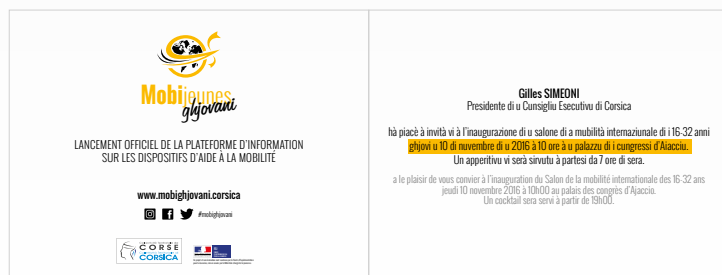 Mobijeunes
ghjovani
LANCEMENT OFFICIEL DE LA PLATEFORME D'INFORMATION
SUR LES DISPOSITIFS D'AIDE À LA MOBILITÉ
www.mobighjovani.corsica
#mobighjovani
CORSE
CORSICA
Gilles SIMEONI
Presidente di u Consigliu Esecutivu di Corsica
hà piacè à invità vi à l'inaugurazione di u salone di a mubilità internaziunale di i 16-32 anni
ghjovi u 10 di nuvembre di u 2016 à 10 ore à u palazzu di i cungressi d'Aiacciu.
Un apperitivu vi serà sirvutu à partesi da 7 ore di sera.
a le plaisir de vous convier à l'inauguration du Salon de la mobilité internationale des 16-32 ans
jeudi 10 novembre 2016 à 10h00 au palais des congrès d'Ajaccio.
Un cocktail sera servi à partir de 19h00.